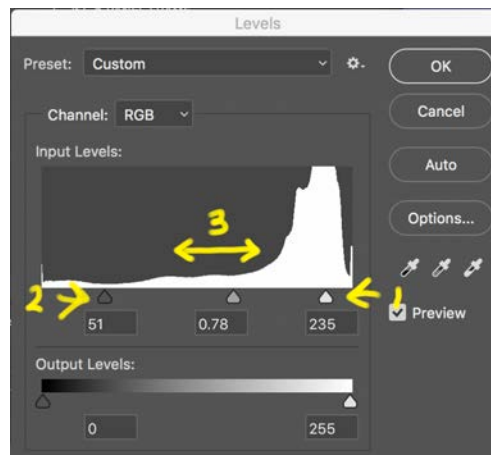 Levels
Preset: Custom
OK
Channel: RGB
Cancel
Input Levels:
Auto
3
Options...
2
1
51 0.78 235
Preview
Output Levels:
0 255